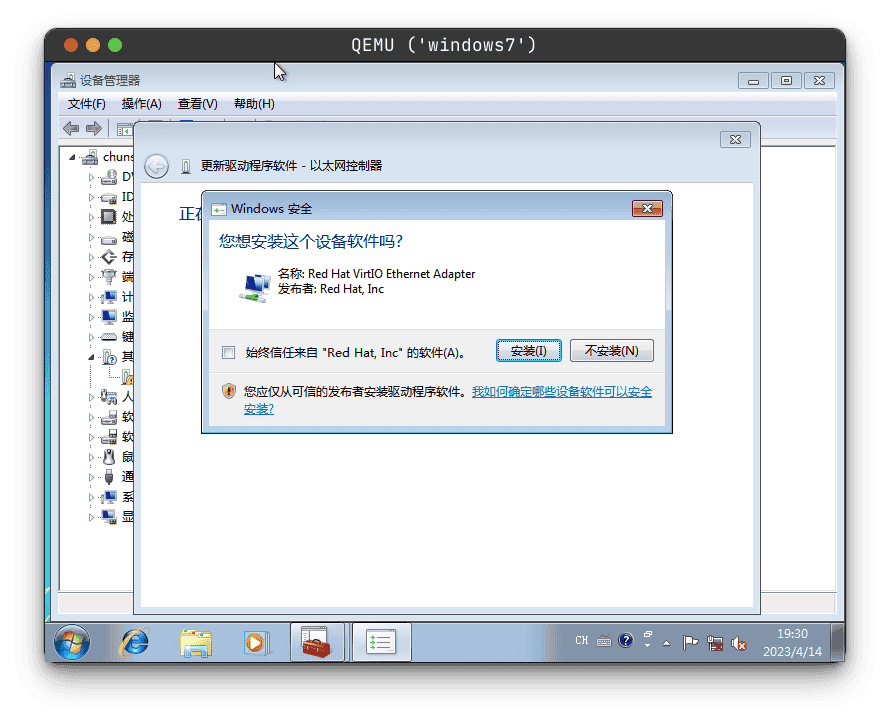 QEMU ('windows7')
设备管理器
文件(F) 操作(A) 查看(V) 帮助(H)
chuns
更新驱动程序软件 - 以太网控制器
DV
ID
处
磁
存
端
计
监
键
其
人
软
软
鼠
通
系
显
正在
Windows 安全
您想安装这个设备软件吗?
名称: Red Hat VirtIO Ethernet Adapter
发布者: Red Hat, Inc
始终信任来自 "Red Hat, Inc" 的软件(A)。
安装(I) 不安装(N)
您应仅从可信的发布者安装驱动程序软件。我如何确定哪些设备软件可以安全
安装?
CH
19:30
2023/4/14